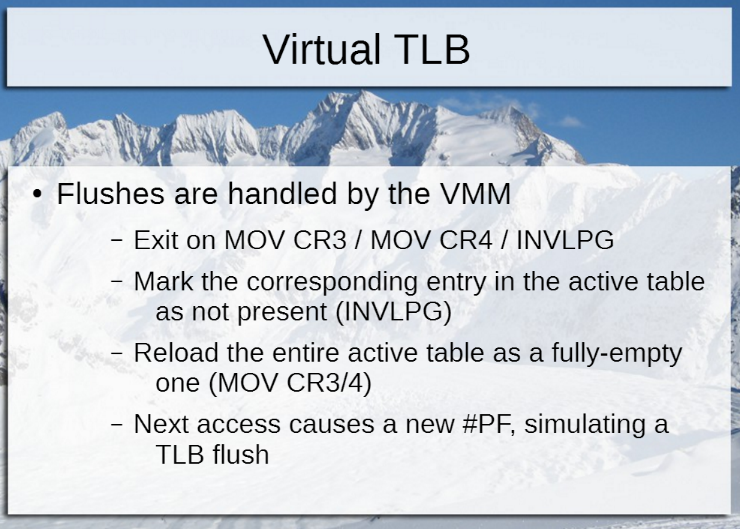 Virtual TLB
• Flushes are handled by the VMM
– Exit on MOV CR3 / MOV CR4 / INVLPG
– Mark the corresponding entry in the active table
as not present (INVLPG)
– Reload the entire active table as a fully-empty
one (MOV CR3/4)
– Next access causes a new #PF, simulating a
TLB flush